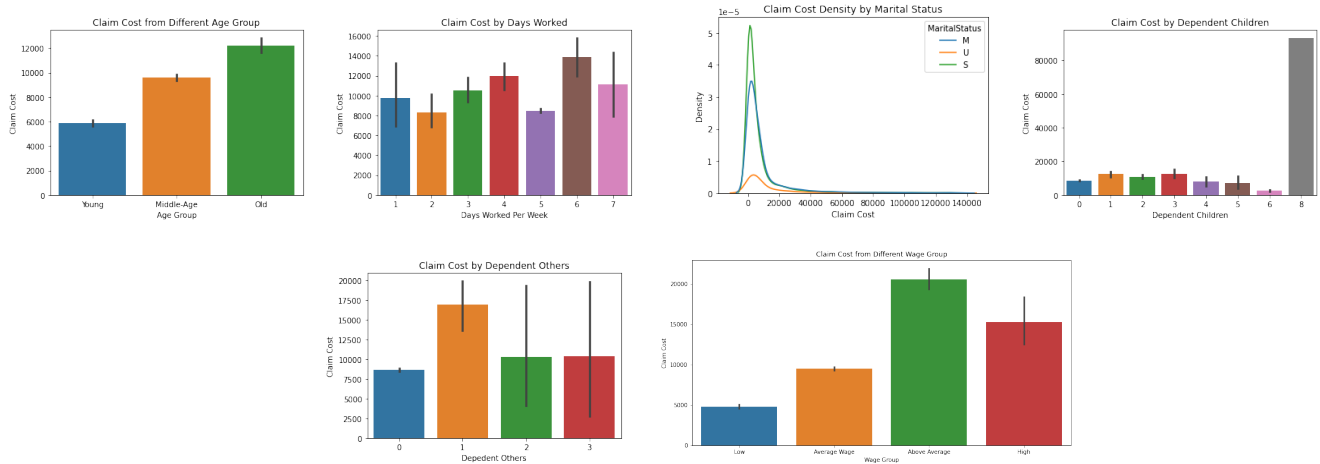 Claim Cost from Different Age Group
Claim Cost
12000
10000
8000
6000
4000
2000
0
Young Middle-Age Old
Age Group
Claim Cost by Days Worked
Claim Cost
16000
14000
12000
10000
8000
6000
4000
2000
0
1 2 3 4 5 6 7
Days Worked Per Week
Claim Cost Density by Marital Status
1e−5
Density
5
4
3
2
1
0
MaritalStatus
M
U
S
0 20000 40000 60000 80000 100000 120000 140000
Claim Cost
Claim Cost by Dependent Children
Claim Cost
80000
60000
40000
20000
0
0 1 2 3 4 5 6 8
Dependent Children
Claim Cost by Dependent Others
Claim Cost
20000
17500
15000
12500
10000
7500
5000
2500
0
0 1 2 3
Depedent Others
Claim Cost from Different Wage Group
Claim Cost
20000
15000
10000
5000
0
Low Average Wage Above Average High
Wage Group